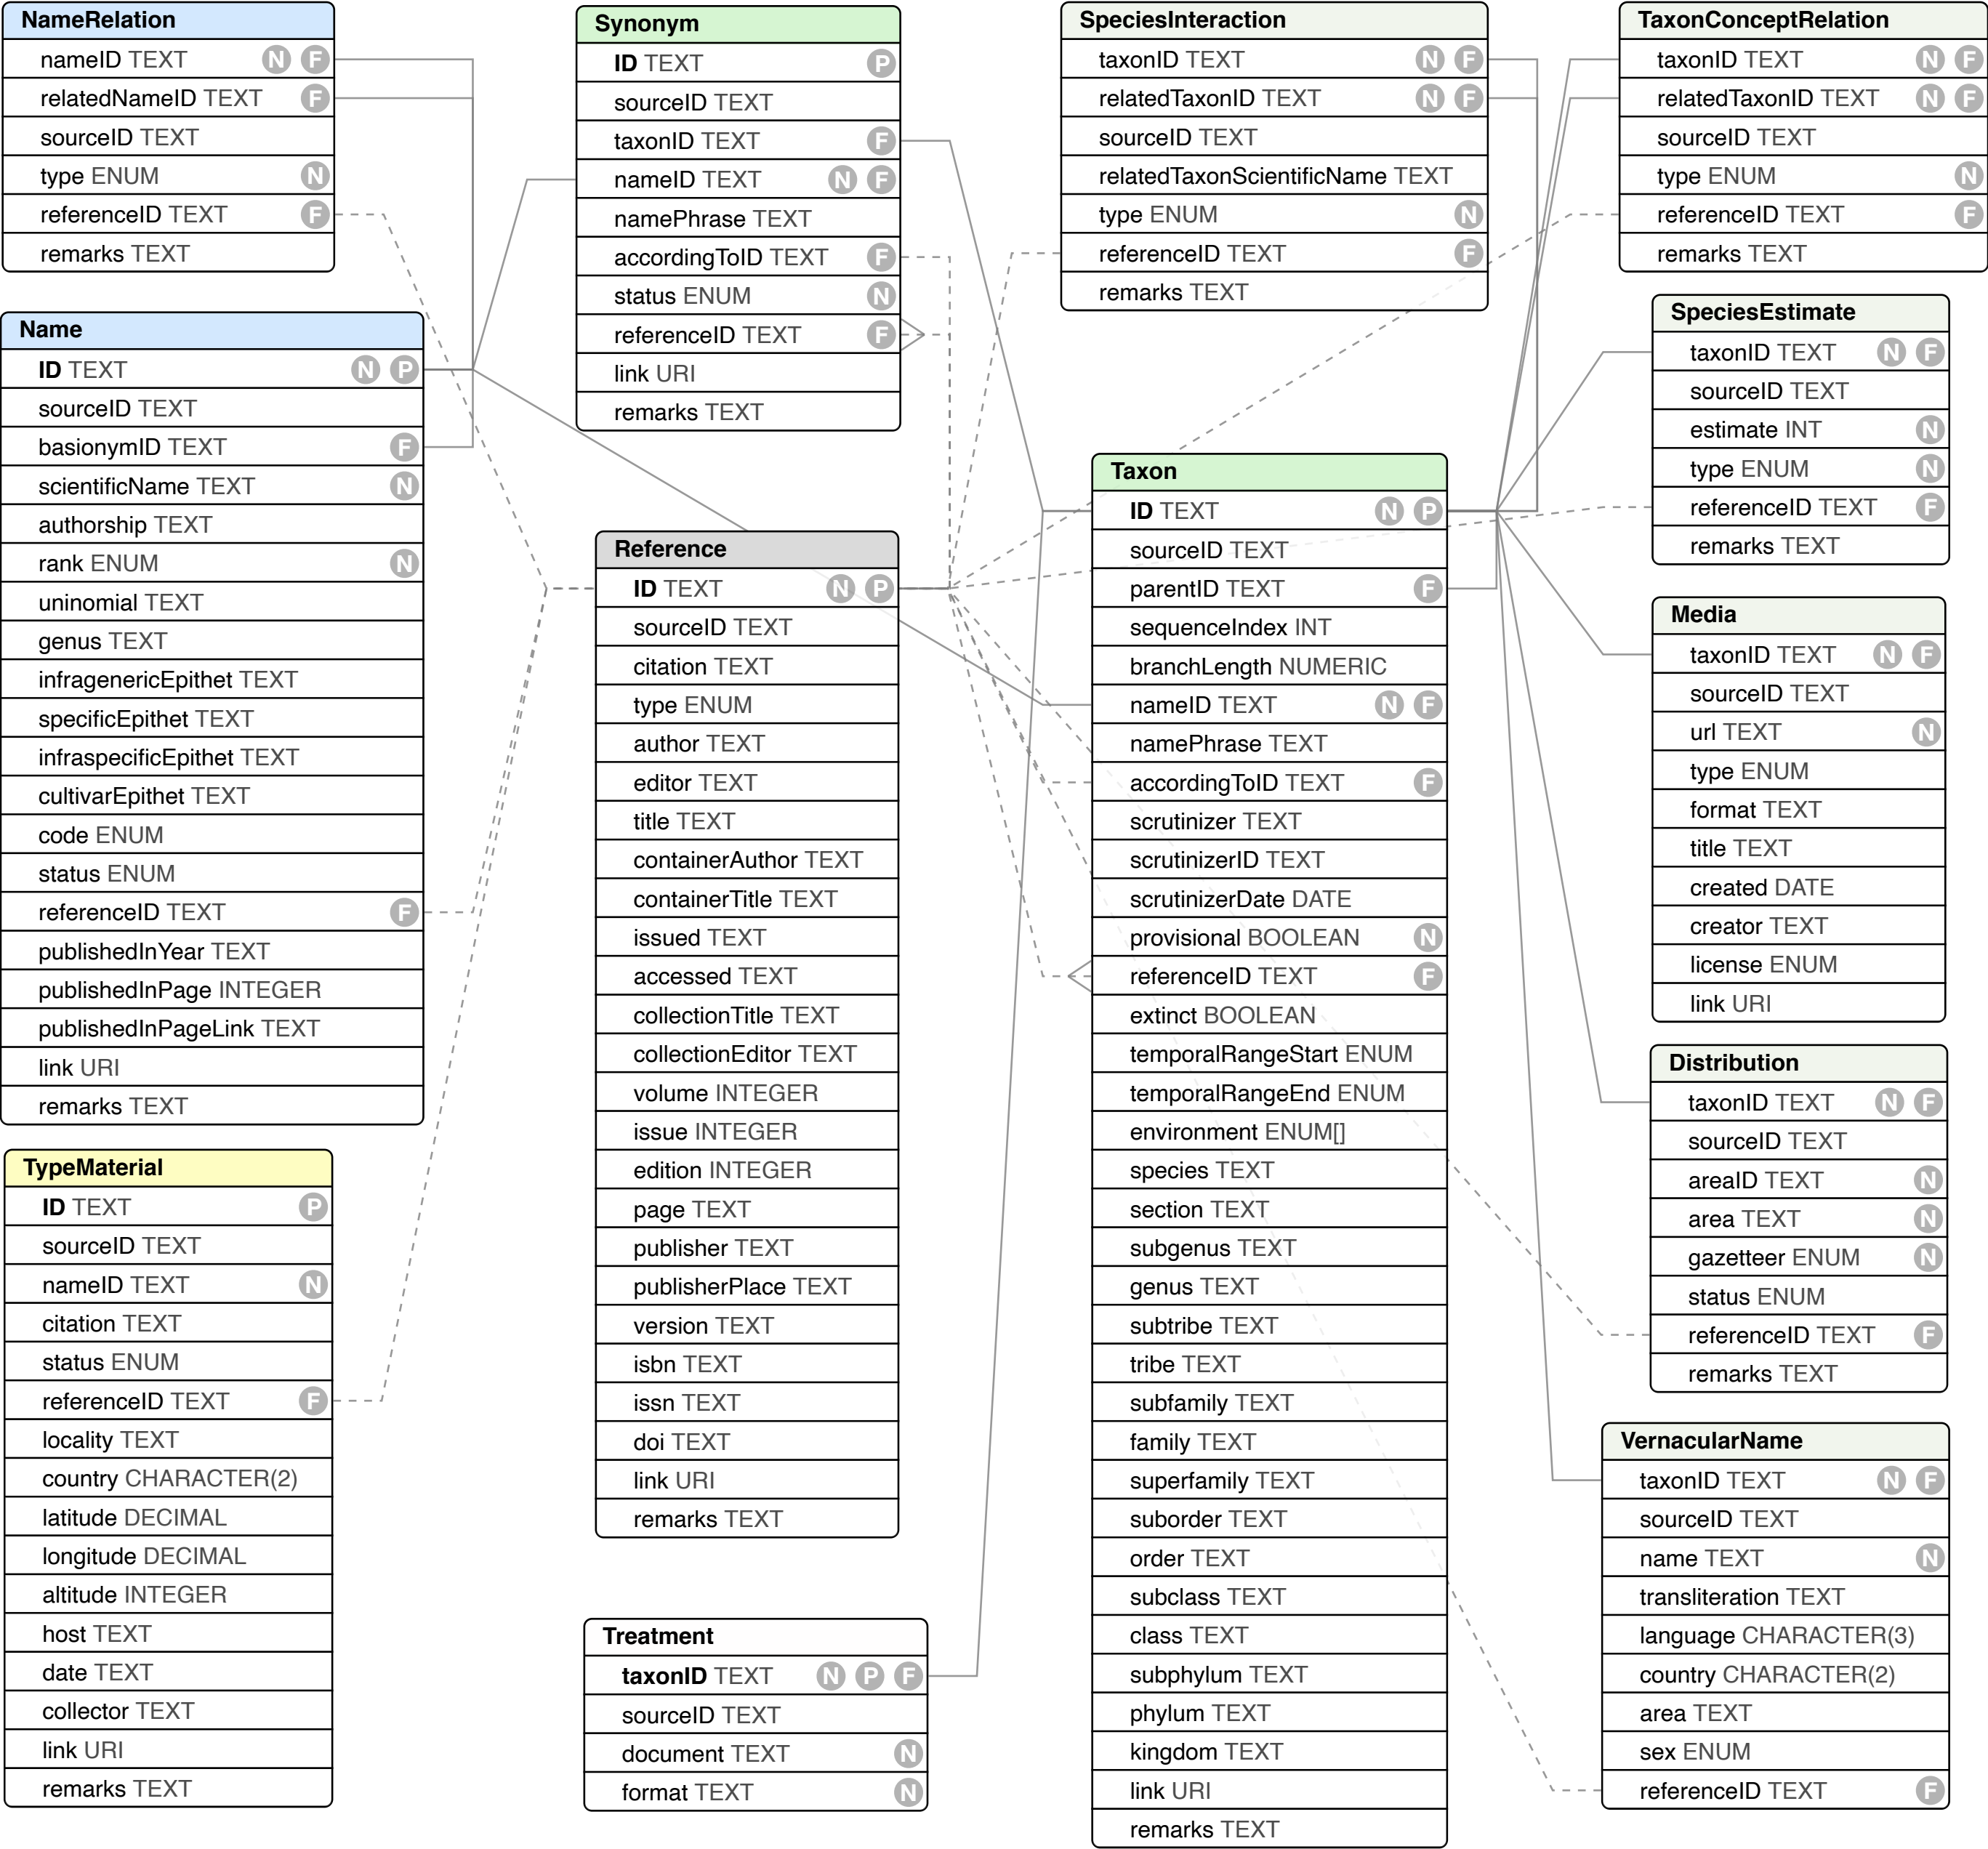 NameRelation
nameID TEXT N F
relatedNameID TEXT F
sourceID TEXT
type ENUM N
referenceID TEXT F
remarks TEXT
Name
ID TEXT N P
sourceID TEXT
basionymID TEXT F
scientificName TEXT N
authorship TEXT
rank ENUM N
uninomial TEXT
genus TEXT
infragenericEpithet TEXT
specificEpithet TEXT
infraspecificEpithet TEXT
cultivarEpithet TEXT
code ENUM
status ENUM
referenceID TEXT F
publishedInYear TEXT
publishedInPage INTEGER
publishedInPageLink TEXT
link URI
remarks TEXT
TypeMaterial
ID TEXT P
sourceID TEXT
nameID TEXT N
citation TEXT
status ENUM
referenceID TEXT F
locality TEXT
country CHARACTER(2)
latitude DECIMAL
longitude DECIMAL
altitude INTEGER
host TEXT
date TEXT
collector TEXT
link URI
remarks TEXT
Synonym
ID TEXT P
sourceID TEXT
taxonID TEXT F
nameID TEXT N F
namePhrase TEXT
accordingToID TEXT F
status ENUM N
referenceID TEXT F
link URI
remarks TEXT
Reference
ID TEXT N P
sourceID TEXT
citation TEXT
type ENUM
author TEXT
editor TEXT
title TEXT
containerAuthor TEXT
containerTitle TEXT
issued TEXT
accessed TEXT
collectionTitle TEXT
collectionEditor TEXT
volume INTEGER
issue INTEGER
edition INTEGER
page TEXT
publisher TEXT
publisherPlace TEXT
version TEXT
isbn TEXT
issn TEXT
doi TEXT
link URI
remarks TEXT
Treatment
taxonID TEXT N P F
sourceID TEXT
document TEXT N
format TEXT N
SpeciesInteraction
taxonID TEXT N F
relatedTaxonID TEXT N F
sourceID TEXT
relatedTaxonScientificName TEXT
type ENUM N
referenceID TEXT F
remarks TEXT
Taxon
ID TEXT N P
sourceID TEXT
parentID TEXT F
sequenceIndex INT
branchLength NUMERIC
nameID TEXT N F
namePhrase TEXT
accordingToID TEXT F
scrutinizer TEXT
scrutinizerID TEXT
scrutinizerDate DATE
provisional BOOLEAN N
referenceID TEXT F
extinct BOOLEAN
temporalRangeStart ENUM
temporalRangeEnd ENUM
environment ENUM[]
species TEXT
section TEXT
subgenus TEXT
genus TEXT
subtribe TEXT
tribe TEXT
subfamily TEXT
family TEXT
superfamily TEXT
suborder TEXT
order TEXT
subclass TEXT
class TEXT
subphylum TEXT
phylum TEXT
kingdom TEXT
link URI
remarks TEXT
TaxonConceptRelation
taxonID TEXT N F
relatedTaxonID TEXT N F
sourceID TEXT
type ENUM N
referenceID TEXT F
remarks TEXT
SpeciesEstimate
taxonID TEXT N F
sourceID TEXT
estimate INT N
type ENUM N
referenceID TEXT F
remarks TEXT
Media
taxonID TEXT N F
sourceID TEXT
url TEXT N
type ENUM
format TEXT
title TEXT
created DATE
creator TEXT
license ENUM
link URI
Distribution
taxonID TEXT N F
sourceID TEXT
areaID TEXT N
area TEXT N
gazetteer ENUM N
status ENUM
referenceID TEXT F
remarks TEXT
VernacularName
taxonID TEXT N F
sourceID TEXT
name TEXT N
transliteration TEXT
language CHARACTER(3)
country CHARACTER(2)
area TEXT
sex ENUM
referenceID TEXT F